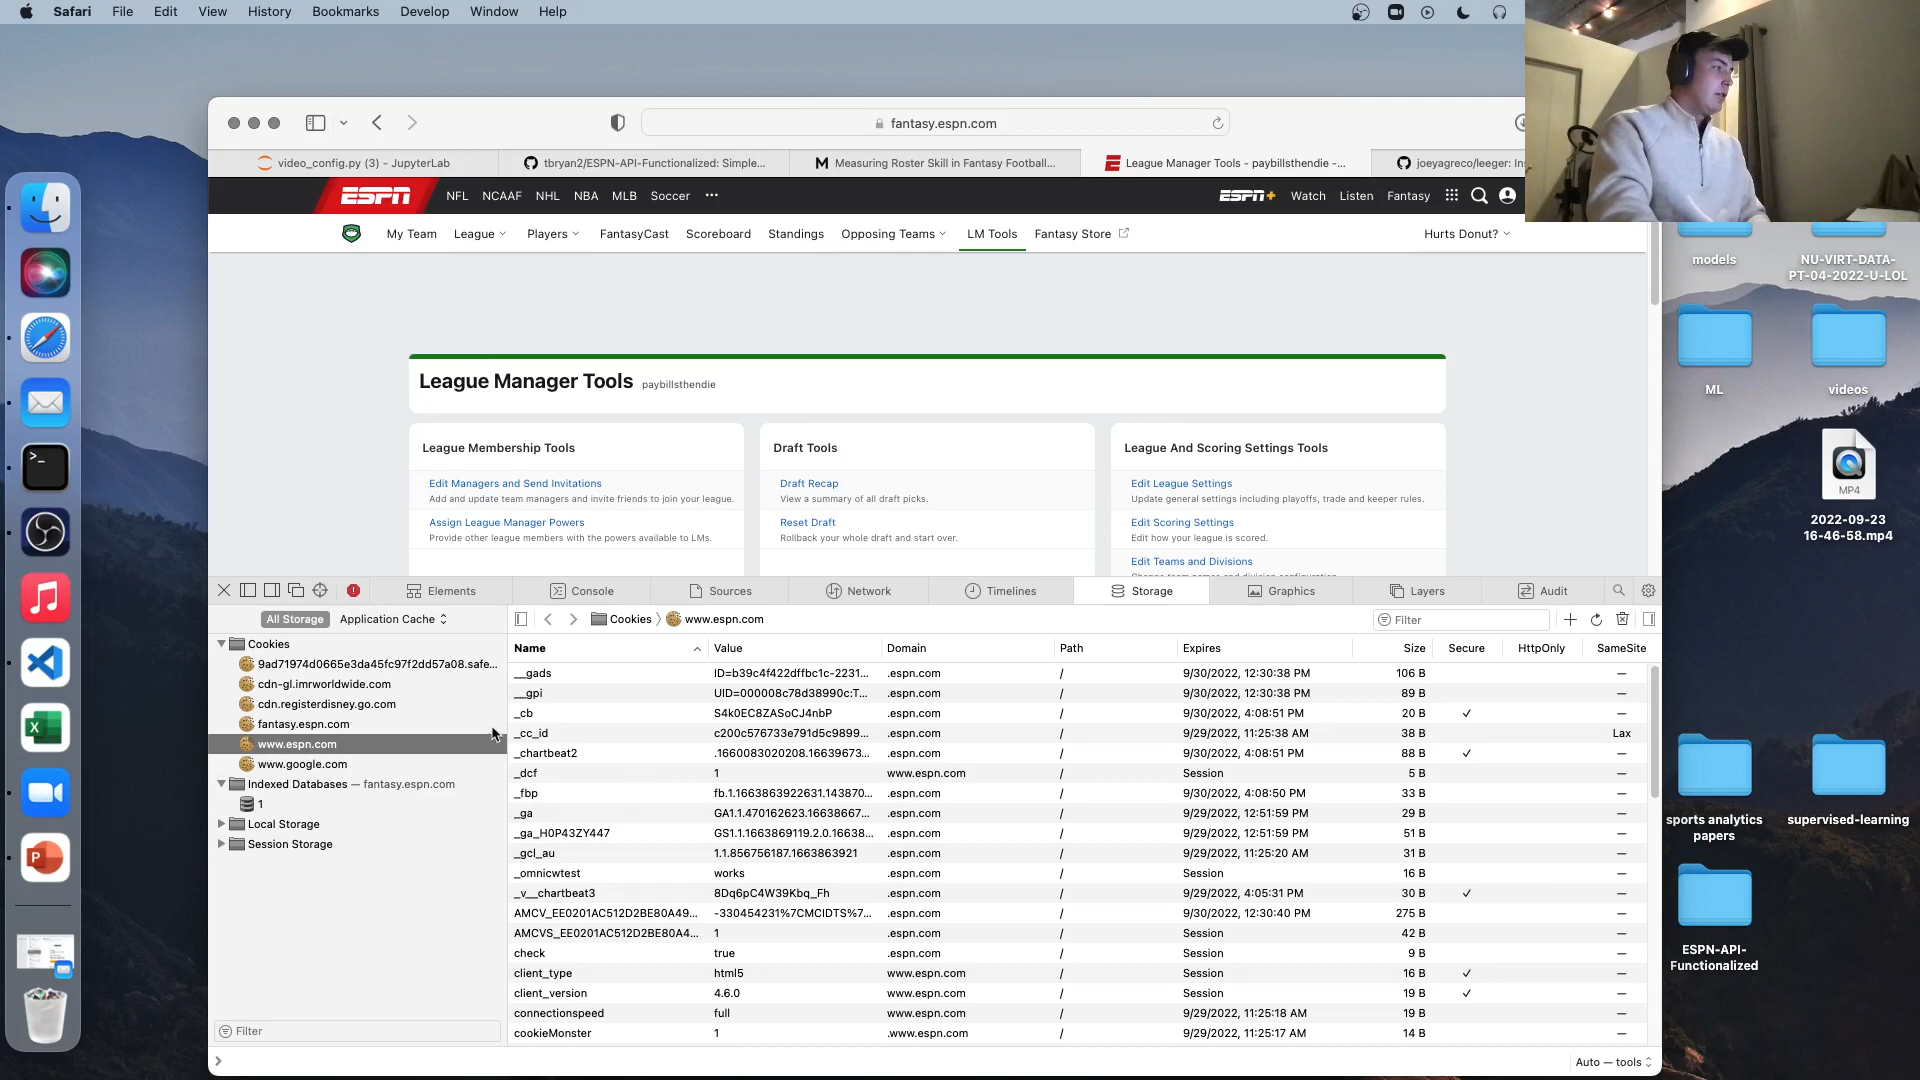 Safari File Edit View History Bookmarks Develop Window Help
fantasy.espn.com
video_config.py (3) - JupyterLab
tbryan2/ESPN-API-Functionalized: Simple...
Measuring Roster Skill in Fantasy Football...
League Manager Tools - paybillsthendie -...
joeyagreco/leeger: Ins
ESPN NFL NCAAF NHL NBA MLB Soccer ••• ESPN+ Watch Listen Fantasy
My Team League Players FantasyCast Scoreboard Standings Opposing Teams LM Tools Fantasy Store Hurts Donut?
models
NU-VIRT-DATA-
PT-04-2022-U-LOL
League Manager Tools paybillsthendie
ML
videos
League Membership Tools
Edit Managers and Send Invitations
Add and update team managers and invite friends to join your league.
Assign League Manager Powers
Provide other league members with the powers available to LMs.
Draft Tools
Draft Recap
View a summary of all draft picks.
Reset Draft
Rollback your whole draft and start over.
League And Scoring Settings Tools
Edit League Settings
Update general settings including playoffs, trade and keeper rules.
Edit Scoring Settings
Edit how your league is scored.
Edit Teams and Divisions
MP4
2022-09-23
16-46-58.mp4
Elements Console Sources Network Timelines Storage Graphics Layers Audit
All Storage Application Cache
Cookies
9ad71974d0665e3da45fc97f2dd57a08.safe...
cdn-gl.imrworldwide.com
cdn.registerdisney.go.com
fantasy.espn.com
www.espn.com
www.google.com
Indexed Databases — fantasy.espn.com
1
Local Storage
Session Storage
Filter
Cookies www.espn.com Filter
Name Value Domain Path Expires Size Secure HttpOnly SameSite
__gads ID=b39c4f422dffbc1c-2231... .espn.com / 9/30/2022, 12:30:38 PM 106 B —
__gpi UID=000008c78d38990c:T... .espn.com / 9/30/2022, 12:30:38 PM 89 B —
_cb S4k0EC8ZASoCJ4nbP .espn.com / 9/30/2022, 4:08:51 PM 20 B ✓ —
_cc_id c200c576733e791d5c9899... .espn.com / 9/29/2022, 11:25:38 AM 38 B Lax
_chartbeat2 .1660083020208.16639673... .espn.com / 9/30/2022, 4:08:51 PM 88 B ✓ —
_dcf 1 www.espn.com / Session 5 B —
_fbp fb.1.1663863922631.143870... .espn.com / 9/30/2022, 4:08:50 PM 33 B —
_ga GA1.1.470162623.16638667... .espn.com / 9/29/2022, 12:51:59 PM 29 B —
_ga_H0P43ZY447 GS1.1.1663869119.2.0.16638... .espn.com / 9/29/2022, 12:51:59 PM 51 B —
_gcl_au 1.1.856756187.1663863921 .espn.com / 9/29/2022, 11:25:20 AM 31 B —
_omnicwtest works .espn.com / Session 16 B —
_v__chartbeat3 8Dq6pC4W39Kbq_Fh .espn.com / 9/29/2022, 4:05:31 PM 30 B ✓ —
AMCV_EE0201AC512D2BE80A49... -330454231%7CMCIDTS%7... .espn.com / 9/30/2022, 12:30:40 PM 275 B —
AMCVS_EE0201AC512D2BE80A4... 1 .espn.com / Session 42 B —
check true .espn.com / Session 9 B —
client_type html5 www.espn.com / Session 16 B ✓ —
client_version 4.6.0 www.espn.com / Session 19 B ✓ —
connectionspeed full www.espn.com / 9/29/2022, 11:25:18 AM 19 B —
cookieMonster 1 .www.espn.com / 9/29/2022, 11:25:17 AM 14 B —
Auto — tools
sports analytics
papers
supervised-learning
ESPN-API-
Functionalized